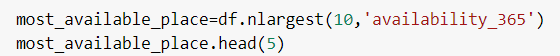 most_available_place=df.nlargest(10,'availability_365')
most_available_place.head(5)